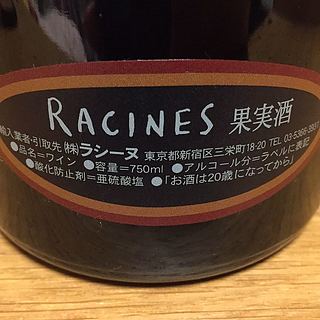 RACINES 果実酒
輸入業者・引取先 ㈱ラシーヌ 東京都新宿区三栄町18-20 TEL.03-5366-3931
●品名=ワイン ●容量=750ml ●アルコール分=ラベルに表記
●酸化防止剤=亜硫酸塩 ●「お酒は20歳になってから」